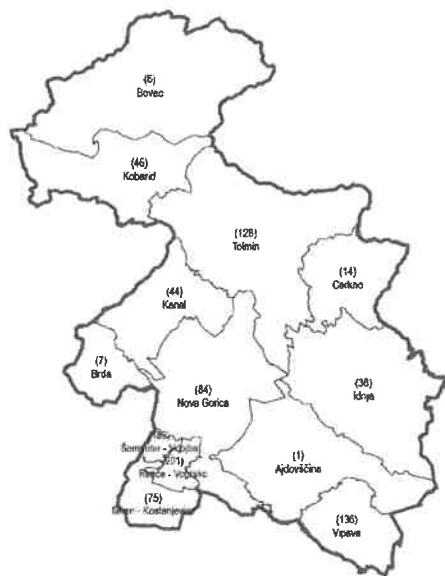 (6)
Bovec
(46)
Kobarid
(128)
Tolmin
(14)
Cerkno
(44)
Kanal
(7)
Brda
(84)
Nova Gorica
(36)
Idrija
(1)
Ajdovščina
(75)
(136)
Vipava